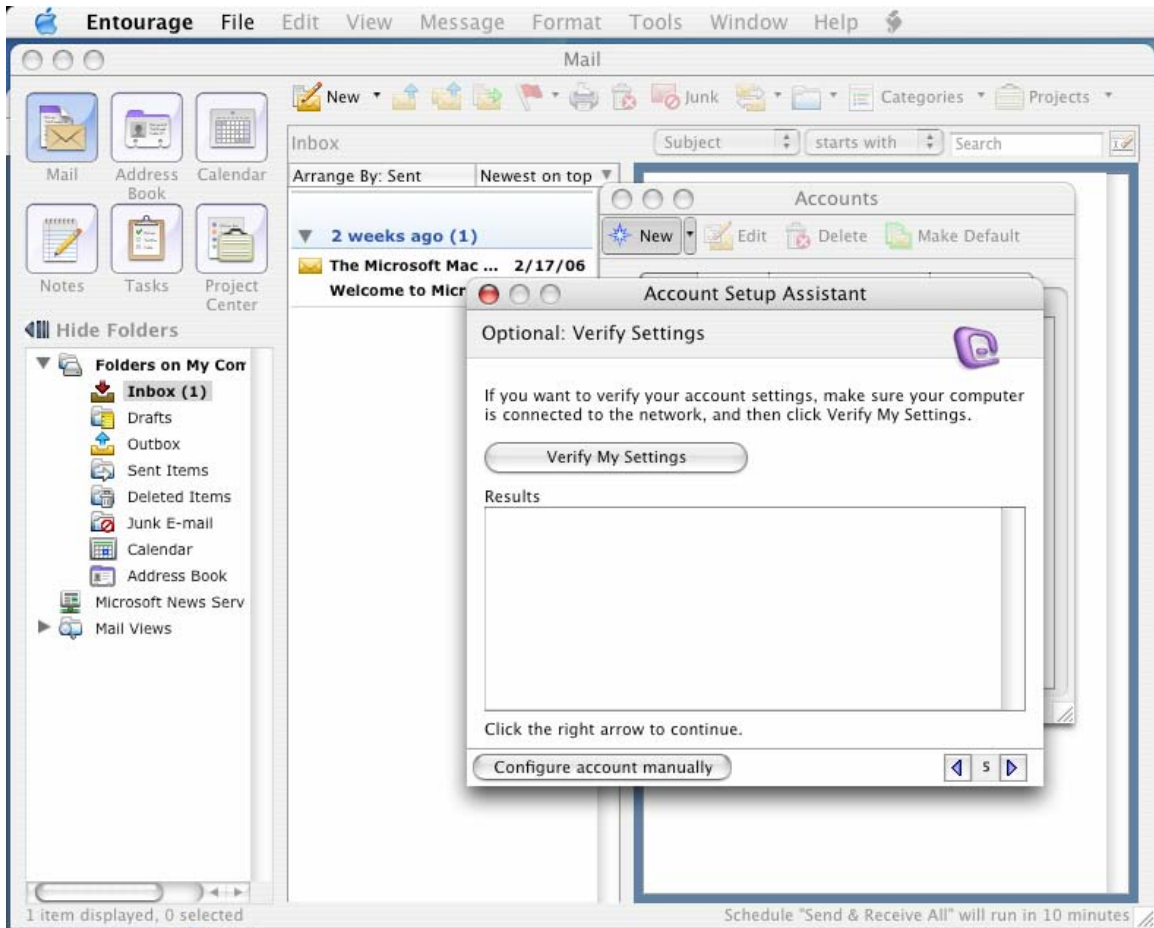 Entourage File Edit View Message Format Tools Window Help
Mail
New Junk Categories Projects
Mail Address Book Calendar
Notes Tasks Project Center
Hide Folders
Folders on My Com
Inbox (1)
Drafts
Outbox
Sent Items
Deleted Items
Junk E-mail
Calendar
Address Book
Microsoft News Serv
Mail Views
Inbox Subject starts with Search
Arrange By: Sent Newest on top
2 weeks ago (1)
The Microsoft Mac ... 2/17/06
Welcome to Micr
Accounts
New Edit Delete Make Default
Account Setup Assistant
Optional: Verify Settings
If you want to verify your account settings, make sure your computer
is connected to the network, and then click Verify My Settings.
Verify My Settings
Results
Click the right arrow to continue.
Configure account manually 5
1 item displayed, 0 selected Schedule "Send & Receive All" will run in 10 minutes